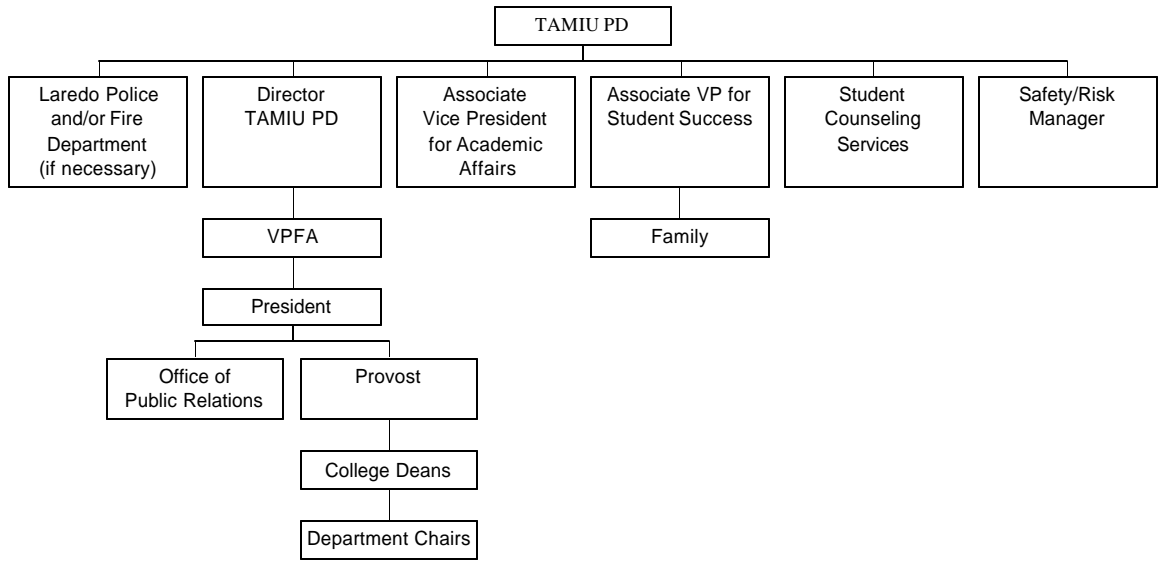 TAMIU PD
Laredo Police
and/or Fire
Department
(if necessary)
Director
TAMIU PD
Associate
Vice President
for Academic
Affairs
Associate VP for
Student Success
Student
Counseling
Services
Safety/Risk
Manager
VPFA
Family
President
Office of
Public Relations
Provost
College Deans
Department Chairs